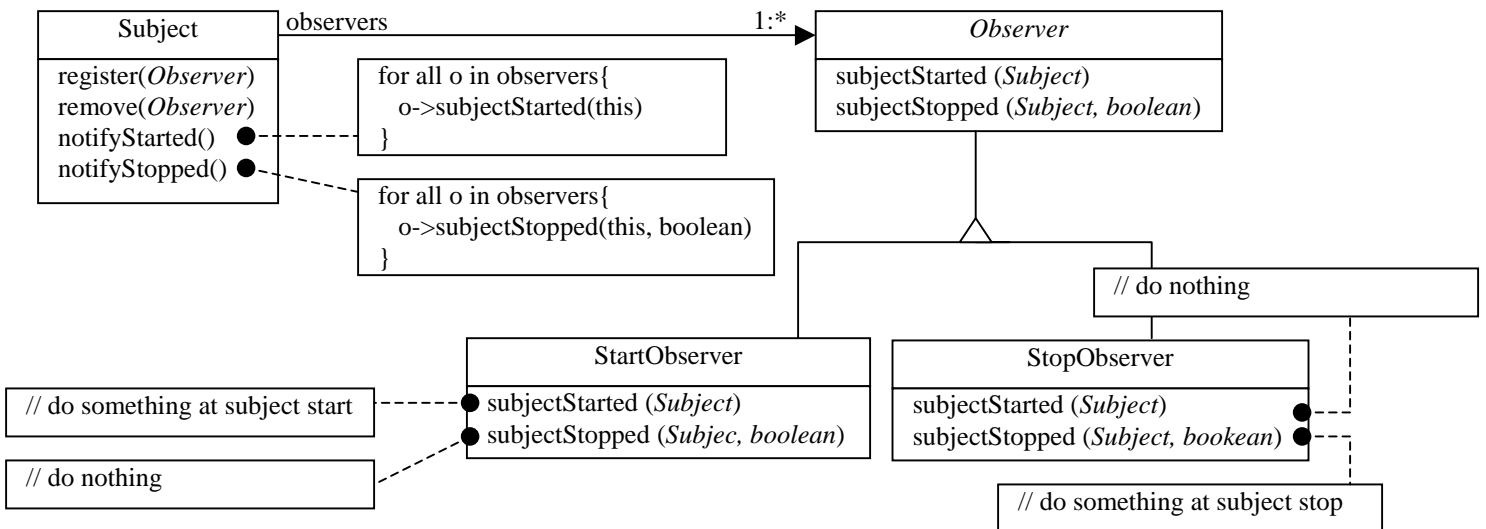 Subject
observers
1:*
Observer
register(Observer)
remove(Observer)
notifyStarted()
notifyStopped()
for all o in observers{
o->subjectStarted(this)
}
for all o in observers{
o->subjectStopped(this, boolean)
}
subjectStarted (Subject)
subjectStopped (Subject, boolean)
// do nothing
StartObserver
subjectStarted (Subject)
subjectStopped (Subjec, boolean)
StopObserver
subjectStarted (Subject)
subjectStopped (Subject, bookean)
// do something at subject start
// do nothing
// do something at subject stop